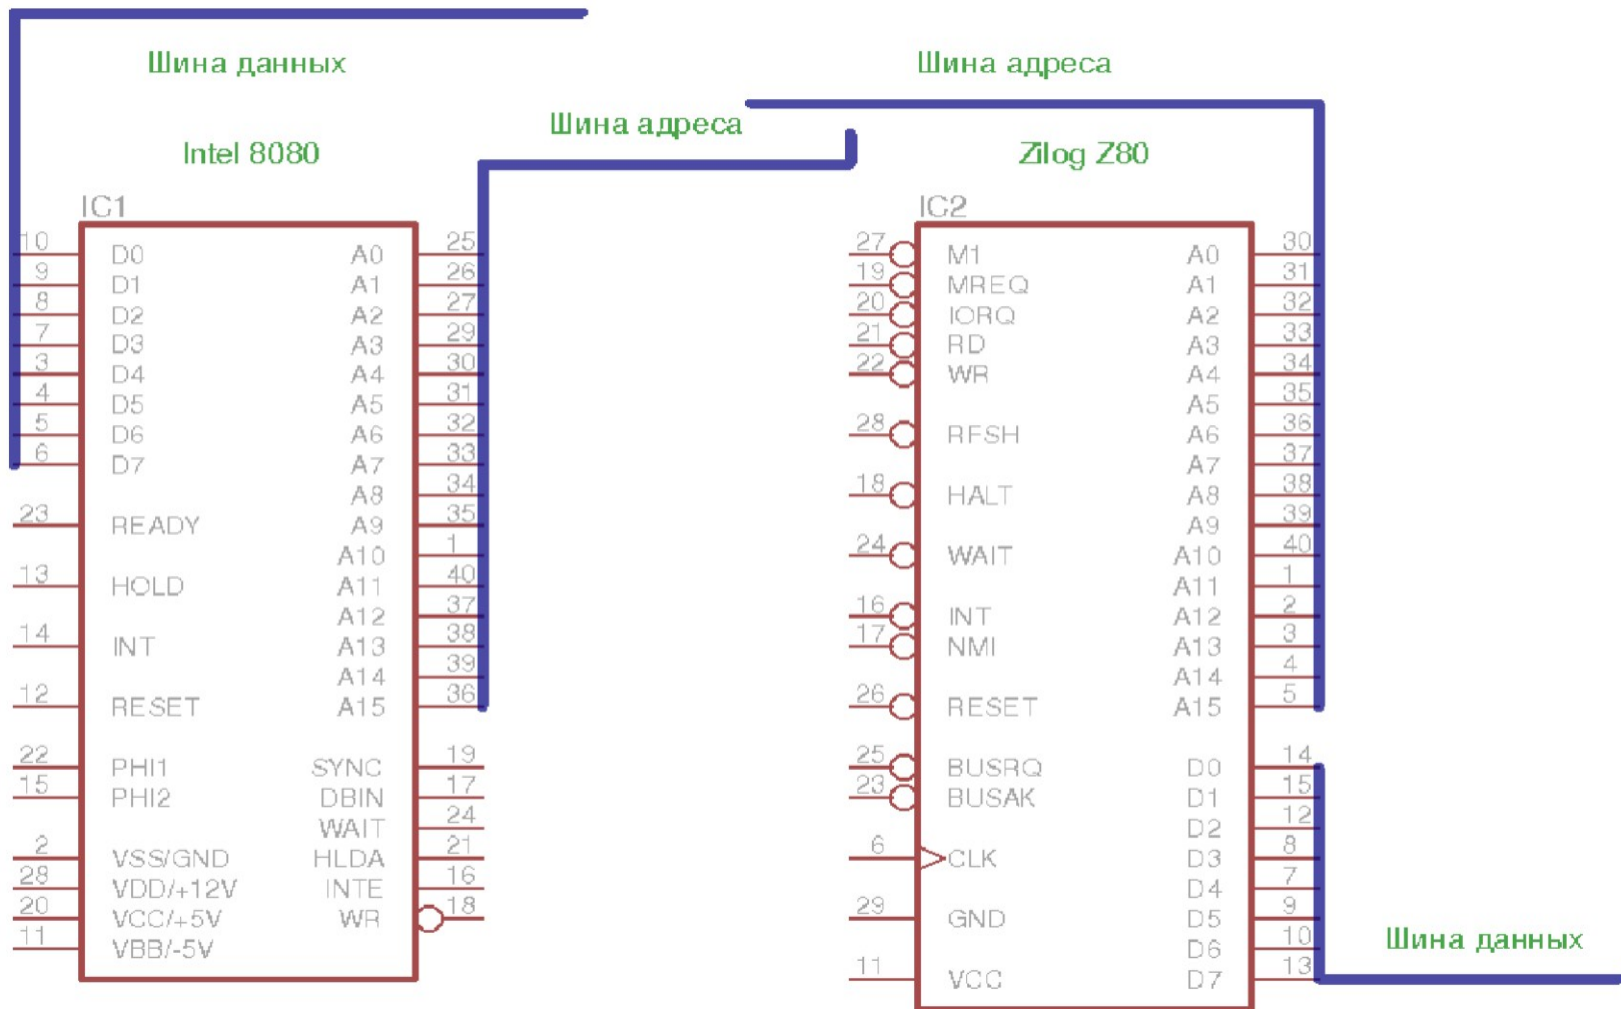 Шина данных
Шина адреса
Шина адреса
Intel 8080
Zilog Z80
IC1
10 D0 A0 25
9 D1 A1 26
8 D2 A2 27
7 D3 A3 29
3 D4 A4 30
4 D5 A5 31
5 D6 A6 32
6 D7 A7 33
A8 34
23 READY A9 35
A10 1
13 HOLD A11 40
A12 37
14 INT A13 38
A14 39
12 RESET A15 36
22 PHI1 SYNC 19
15 PHI2 DBIN 17
WAIT 24
2 VSS/GND HLDA 21
28 VDD/+12V INTE 16
20 VCC/+5V WR 18
11 VBB/-5V
IC2
27 M1 A0 30
19 MREQ A1 31
20 IORQ A2 32
21 RD A3 33
22 WR A4 34
A5 35
28 RFSH A6 36
A7 37
18 HALT A8 38
A9 39
24 WAIT A10 40
A11 1
16 INT A12 2
17 NMI A13 3
A14 4
26 RESET A15 5
25 BUSRQ D0 14
23 BUSAK D1 15
D2 12
6 CLK D3 8
D4 7
29 GND D5 9
D6 10
11 VCC D7 13
Шина данных